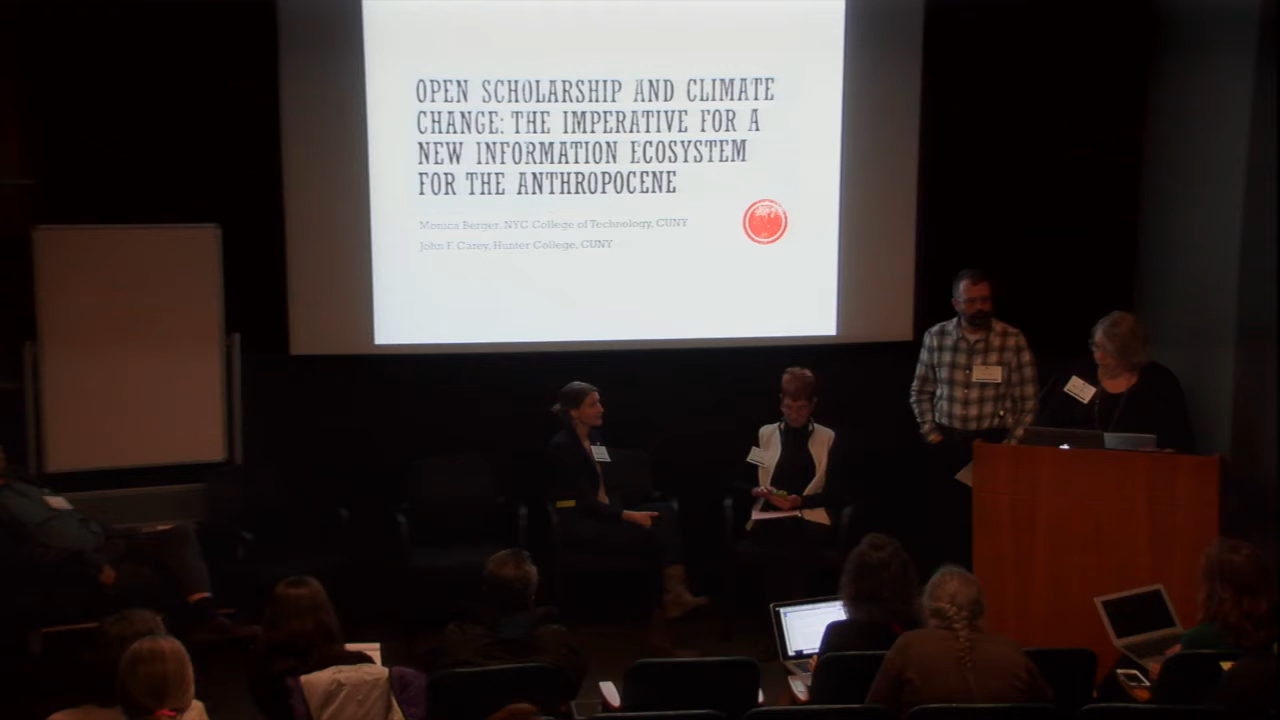 OPEN SCHOLARSHIP AND CLIMATE
CHANGE: THE IMPERATIVE FOR A
NEW INFORMATION ECOSYSTEM
FOR THE ANTHROPOCENE
Monica Berger, NYC College of Technology, CUNY
John F. Carey, Hunter College, CUNY